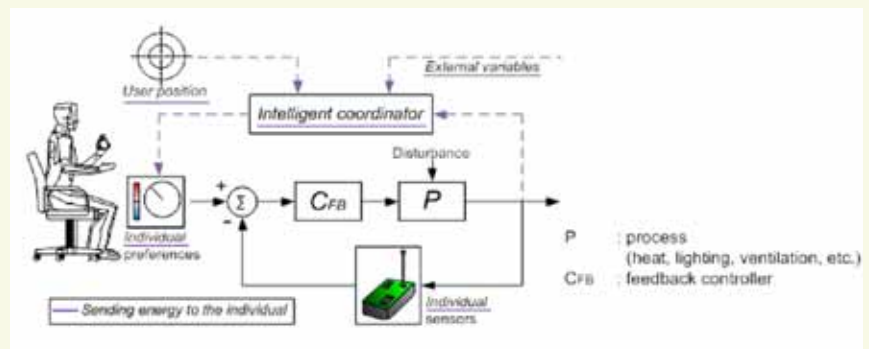 External variables
User position
Intelligent coordinator
Disturbance
+
Σ
CFB
P
-
Individual
preferences
P : process
(heat, lighting, ventilation, etc.)
CFB : feedback controller
Individual
sensors
Sending energy to the individual